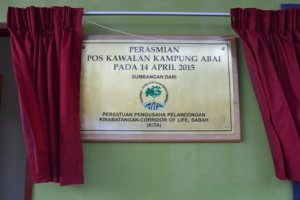 PERASMIAN
POS KAWALAN KAMPUNG ABAI
PADA 14 APRIL 2015
SUMBANGAN DARI
KITA
PERSATUAN PENGUSAHA PELANCONGAN
KINABATANGAN-CORRIDOR OF LIFE, SABAH
(KITA)